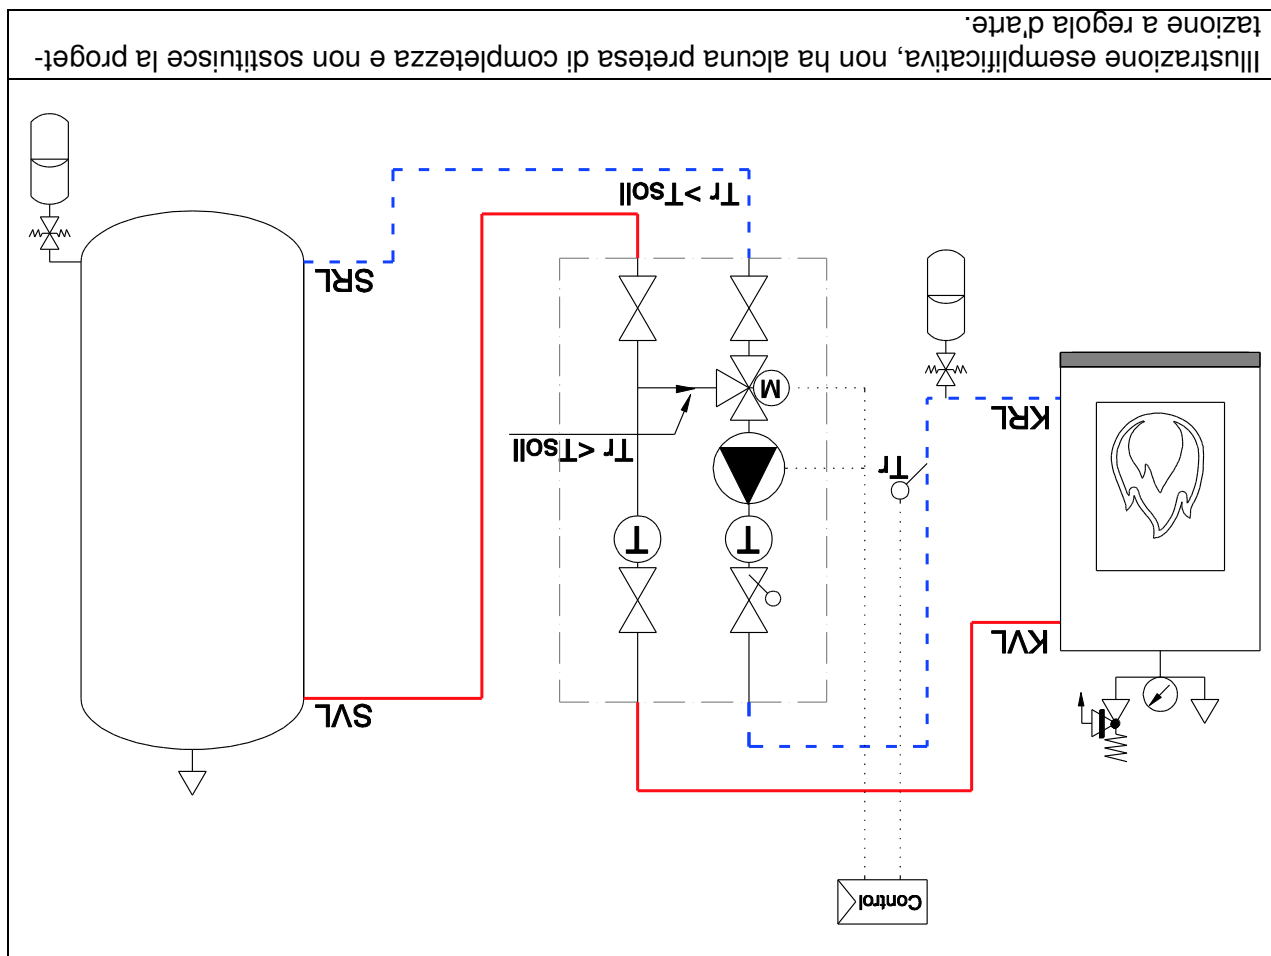 Control
SVL
KVL
T
T
Tr
Tr < Tsoll
KRL
M
SRL
Tr > Tsoll
Illustrazione esemplificativa, non ha alcuna pretesa di completezza e non sostituisce la proget-
tazione a regola d'arte.